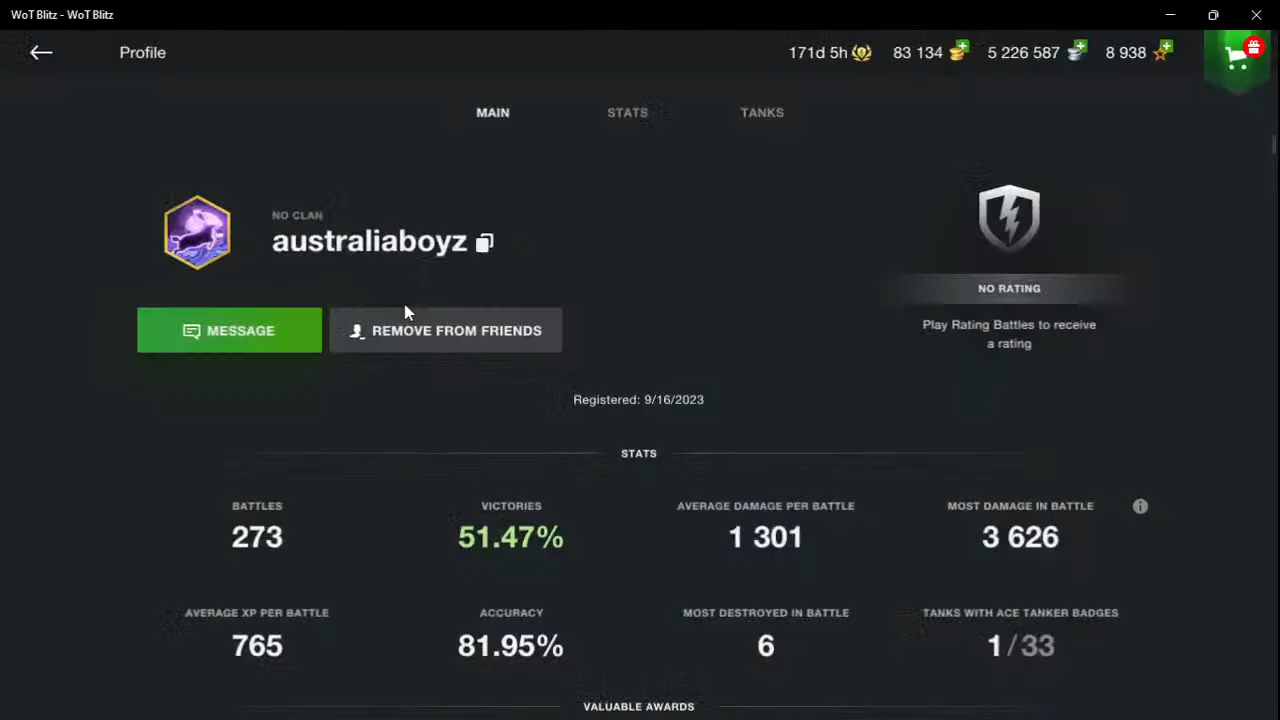 WoT Blitz - WoT Blitz
Profile
171d 5h 83 134 5 226 587 8 938
MAIN STATS TANKS
NO CLAN
australiaboyz
MESSAGE REMOVE FROM FRIENDS
NO RATING
Play Rating Battles to receive
a rating
Registered: 9/16/2023
STATS
BATTLES VICTORIES AVERAGE DAMAGE PER BATTLE MOST DAMAGE IN BATTLE
273 51.47% 1 301 3 626
AVERAGE XP PER BATTLE ACCURACY MOST DESTROYED IN BATTLE TANKS WITH ACE TANKER BADGES
765 81.95% 6 1/33
VALUABLE AWARDS